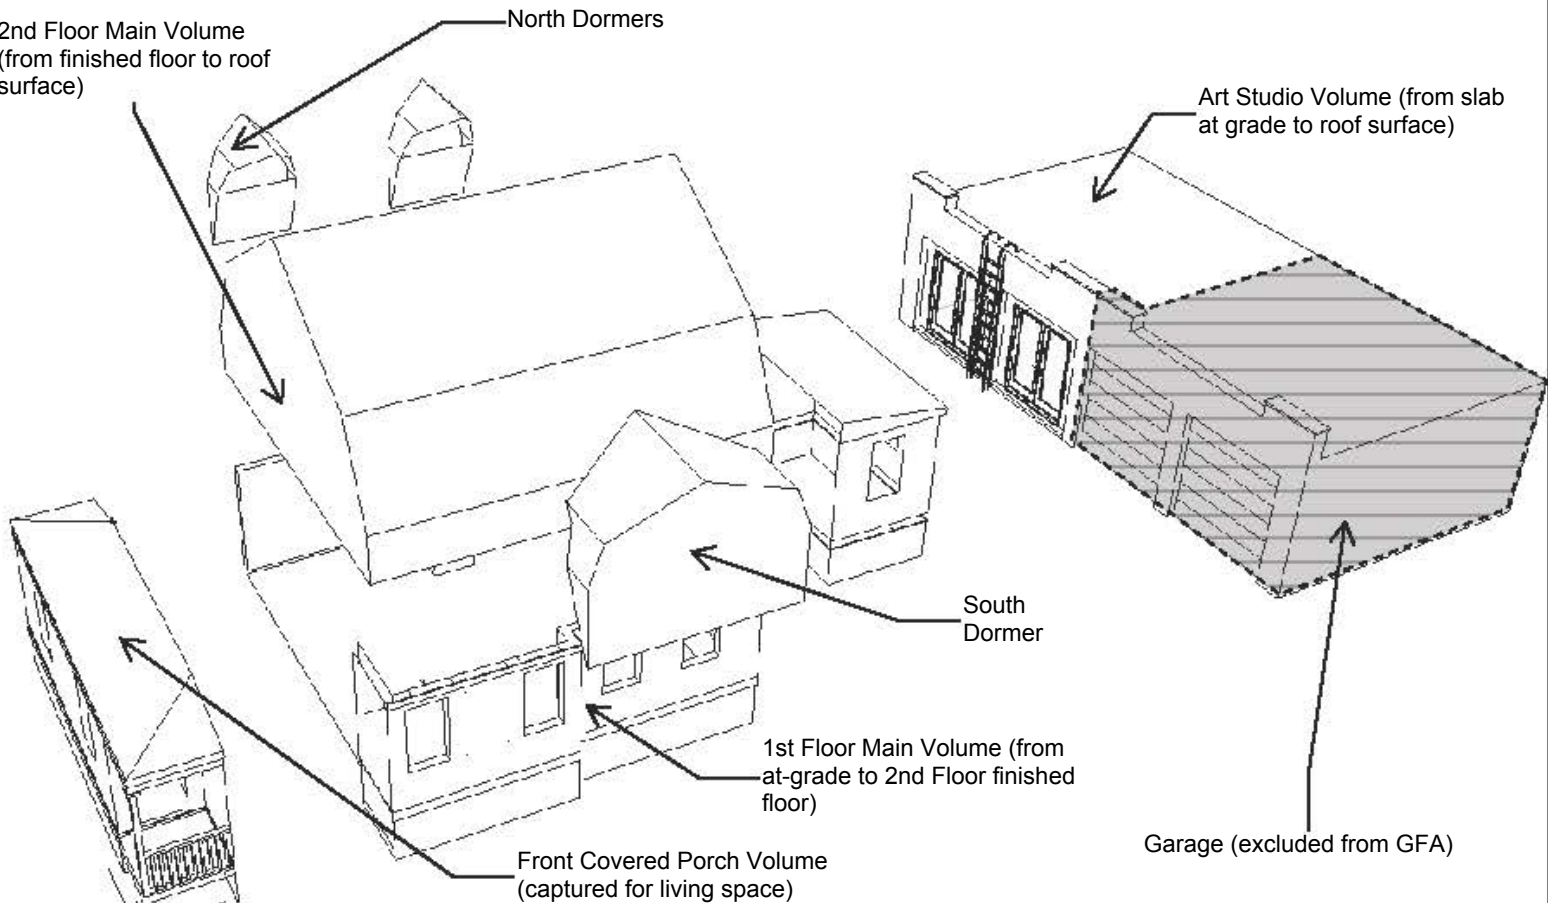 2nd Floor Main Volume
(from finished floor to roof
surface)
North Dormers
Art Studio Volume (from slab
at grade to roof surface)
South
Dormer
1st Floor Main Volume (from
at-grade to 2nd Floor finished
floor)
Garage (excluded from GFA)
Front Covered Porch Volume
(captured for living space)